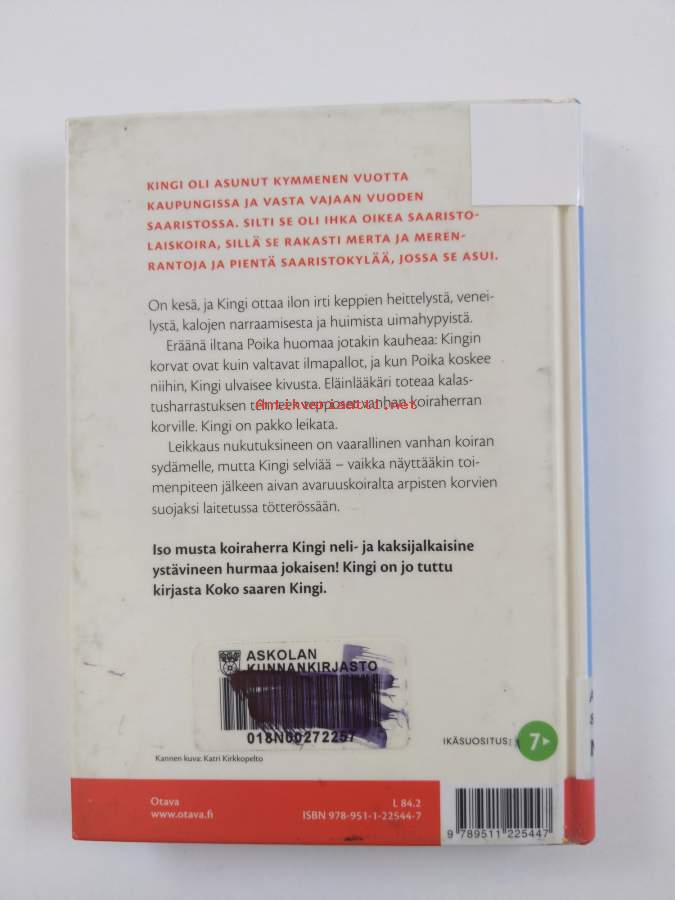 KINGI OLI ASUNUT KYMMENEN VUOTTA
KAUPUNGISSA JA VASTA VAJAAN VUODEN
SAARISTOSSA. SILTI SE OLI IHKA OIKEA SAARISTO-
LAISKOIRA, SILLÄ SE RAKASTI MERTA JA MEREN-
RANTOJA JA PIENTÄ SAARISTOKYLÄÄ, JOSSA SE ASUI.
On kesä, ja Kingi ottaa ilon irti keppien heittelystä, venei-
lystä, kalojen narraamisesta ja huimista uimahypyistä.
Eräänä iltana Poika huomaa jotakin kauheaa: Kingin
korvat ovat kuin valtavat ilmapallot, ja kun Poika koskee
niihin, Kingi ulvaisee kivusta. Eläinlääkäri toteaa kalas-
tusharrastuksen vanhan koiraherran
korville. Kingi on pakko leikata.
Leikkaus nukutuksineen on vaarallinen vanhan koiran
sydämelle, mutta Kingi selviää – vaikka näyttääkin toi-
menpiteen jälkeen aivan avaruuskoiralta arpisten korvien
suojaksi laitetussa tötterössään.
Iso musta koiraherra Kingi neli- ja kaksijalkaisine
ystävineen hurmaa jokaisen! Kingi on jo tuttu
kirjasta Koko saaren Kingi.
ASKOLAN
KUNNANKIRJASTO
018N00272257
IKÄSUOSITUS: 7
Kannen kuva: Katri Kirkkopelto
Otava
www.otava.fi
L 84.2
ISBN 978-951-1-22544-7
9 789511 225447